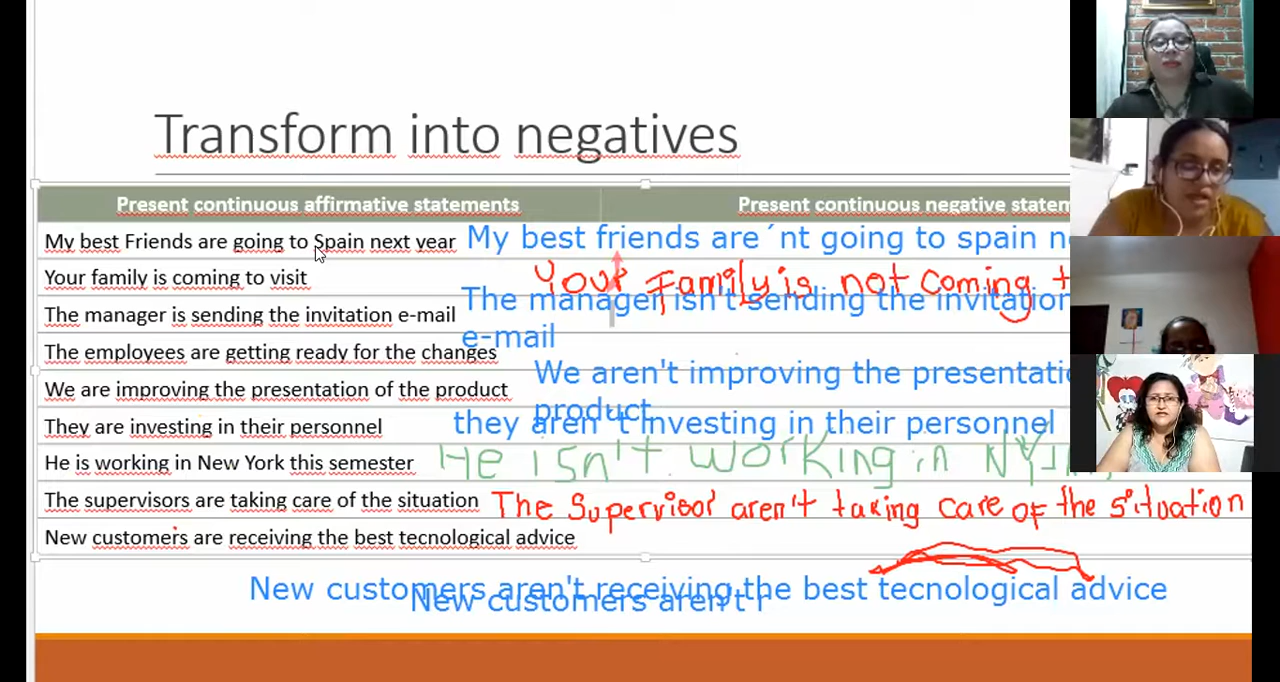 Transform into negatives
Present continuous affirmative statements
Present continuous negative statem
My best Friends are going to Spain next year
My best friends are´nt going to spain n
Your family is coming to visit
Your Family is not coming t
The manager is sending the invitation e-mail
The manager isn't sending the invitation
e-mail
The employees are getting ready for the changes
We are improving the presentation of the product
We aren't improving the presentatio
product
They are investing in their personnel
they aren´t investing in their personnel
He is working in New York this semester
He isn't working in NY
The supervisors are taking care of the situation
The Supervisor aren't taking care of the situation
New customers are receiving the best tecnological advice
New customers aren't receiving the best tecnological advice
New customers aren't r